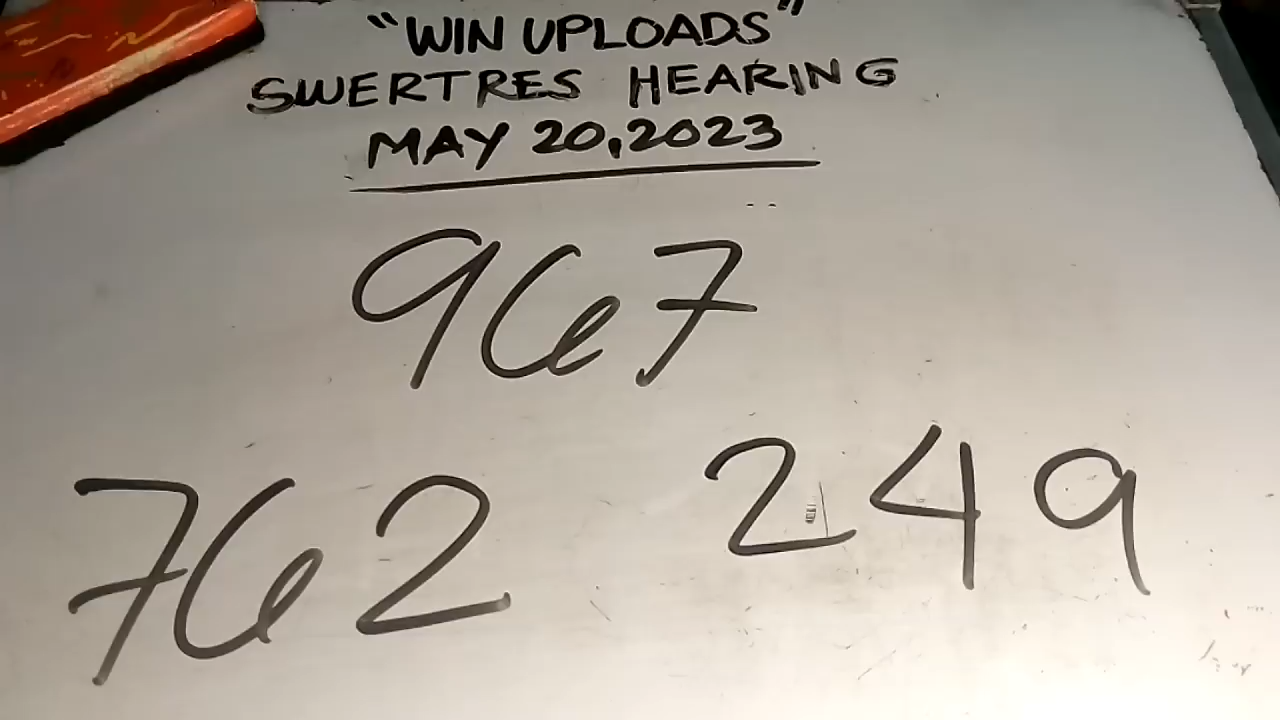 "WIN UPLOADS"
SWERTRES HEARING
MAY 20,2023
967
762 249